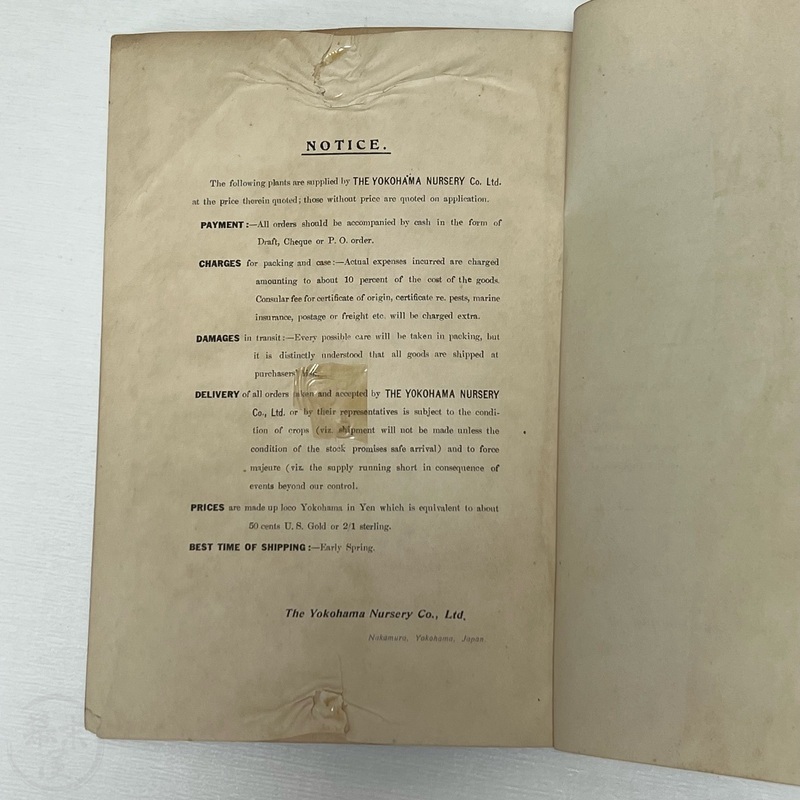 NOTICE.
The following plants are supplied by THE YOKOHAMA NURSERY Co. Ltd.
at the price therein quoted; those without price are quoted on application.
PAYMENT:—All orders should be accompanied by cash in the form of
Draft, Cheque or P. O. order.
CHARGES for packing and case:—Actual expenses incurred are charged
amounting to about 10 percent of the cost of the goods.
Consular fee for certificate of origin, certificate re. pests, marine
insurance, postage or freight etc. will be charged extra.
DAMAGES in transit:—Every possible care will be taken in packing, but
it is distinctly understood that all goods are shipped at
purchasers'
DELIVERY of all orders taken and accepted by THE YOKOHAMA NURSERY
Co., Ltd. or by their representatives is subject to the condi-
tion of crops (viz. shipment will not be made unless the
condition of the stock promises safe arrival) and to force
majeure (viz. the supply running short in consequence of
events beyond our control.
PRICES are made up loco Yokohama in Yen which is equivalent to about
50 cents U. S. Gold or 2/1 sterling.
BEST TIME OF SHIPPING:—Early Spring.
The Yokohama Nursery Co., Ltd.
Nakamura, Yokohama, Japan.